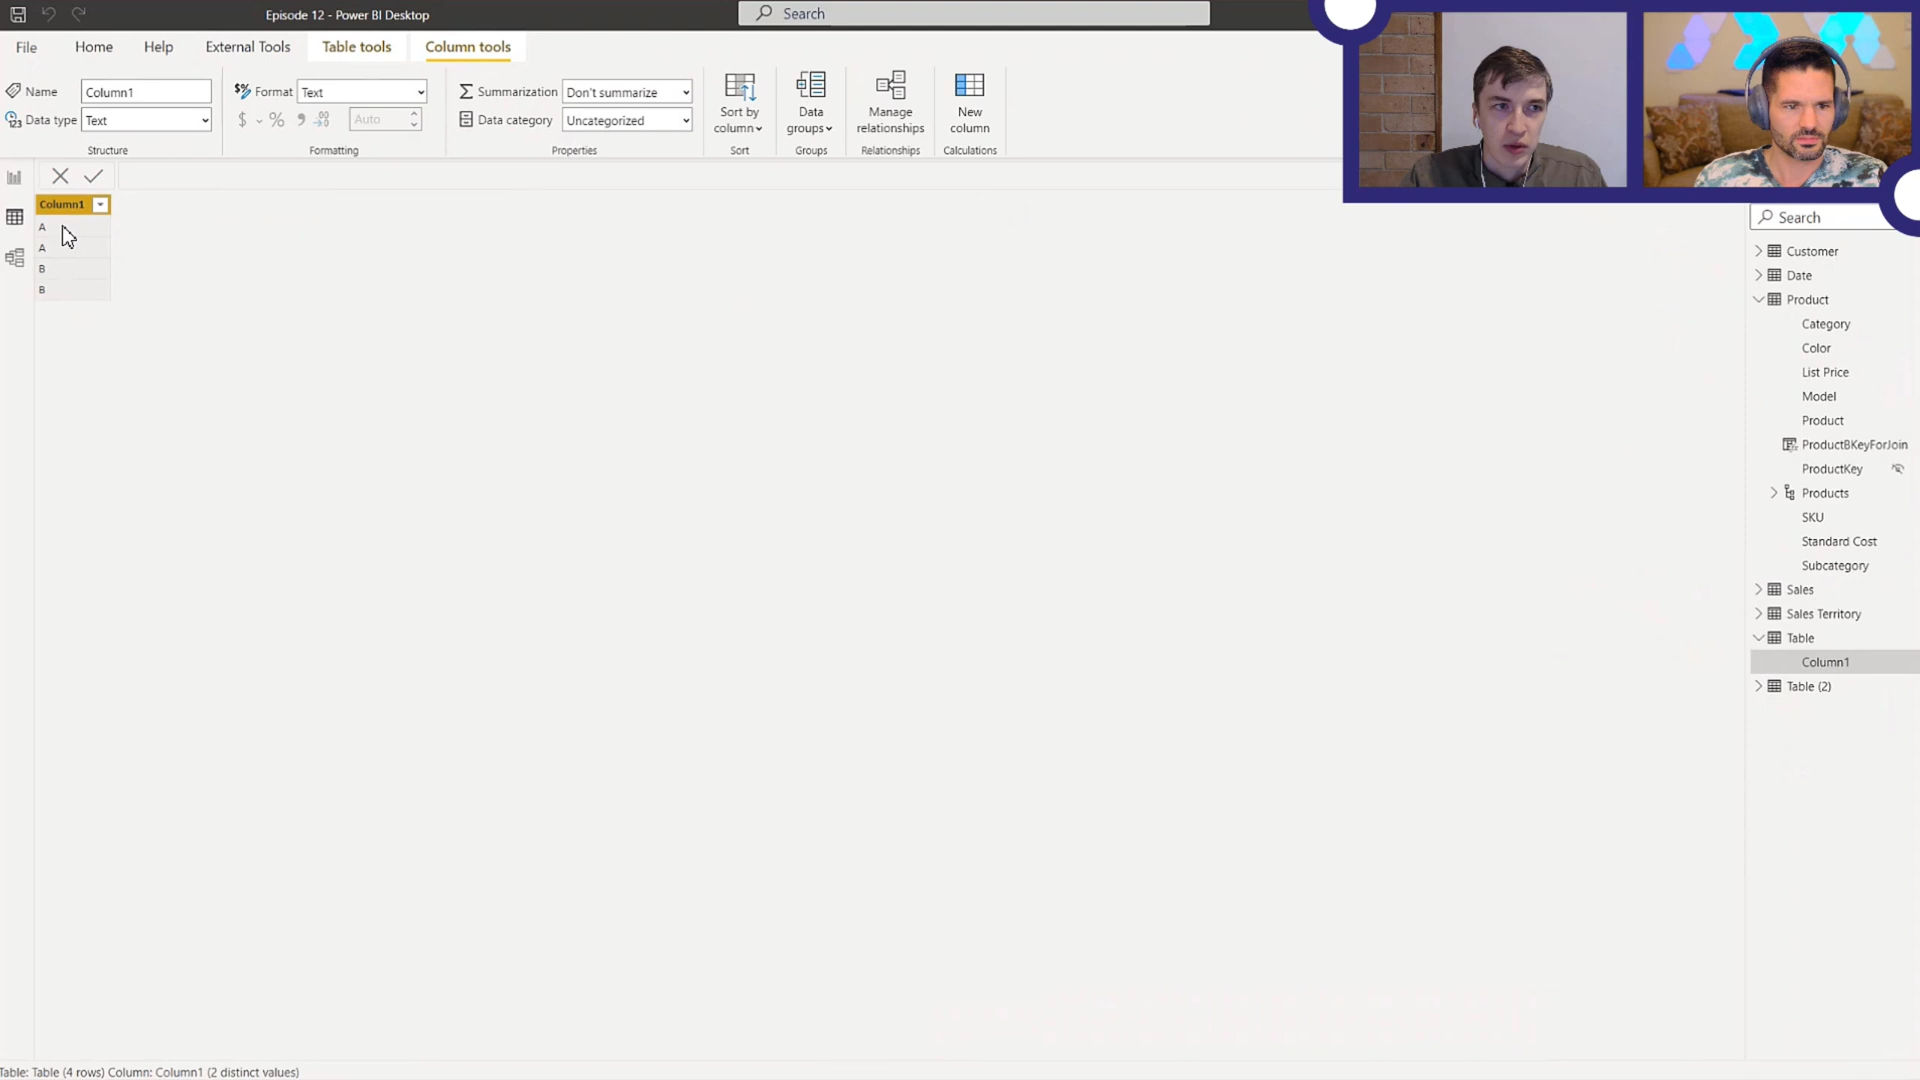 Episode 12 - Power BI Desktop
Search
File
Home
Help
External Tools
Table tools
Column tools
Name
Column1
Data type
Text
Structure
Format
Text
$
%
Auto
Formatting
Summarization
Don't summarize
Data category
Uncategorized
Properties
Sort by
column
Sort
Data
groups
Groups
Manage
relationships
Relationships
New
column
Calculations
Column1
A
A
B
B
Search
Customer
Date
Product
Category
Color
List Price
Model
Product
ProductBKeyForJoin
ProductKey
Products
SKU
Standard Cost
Subcategory
Sales
Sales Territory
Table
Column1
Table (2)
Table: Table (4 rows) Column: Column1 (2 distinct values)